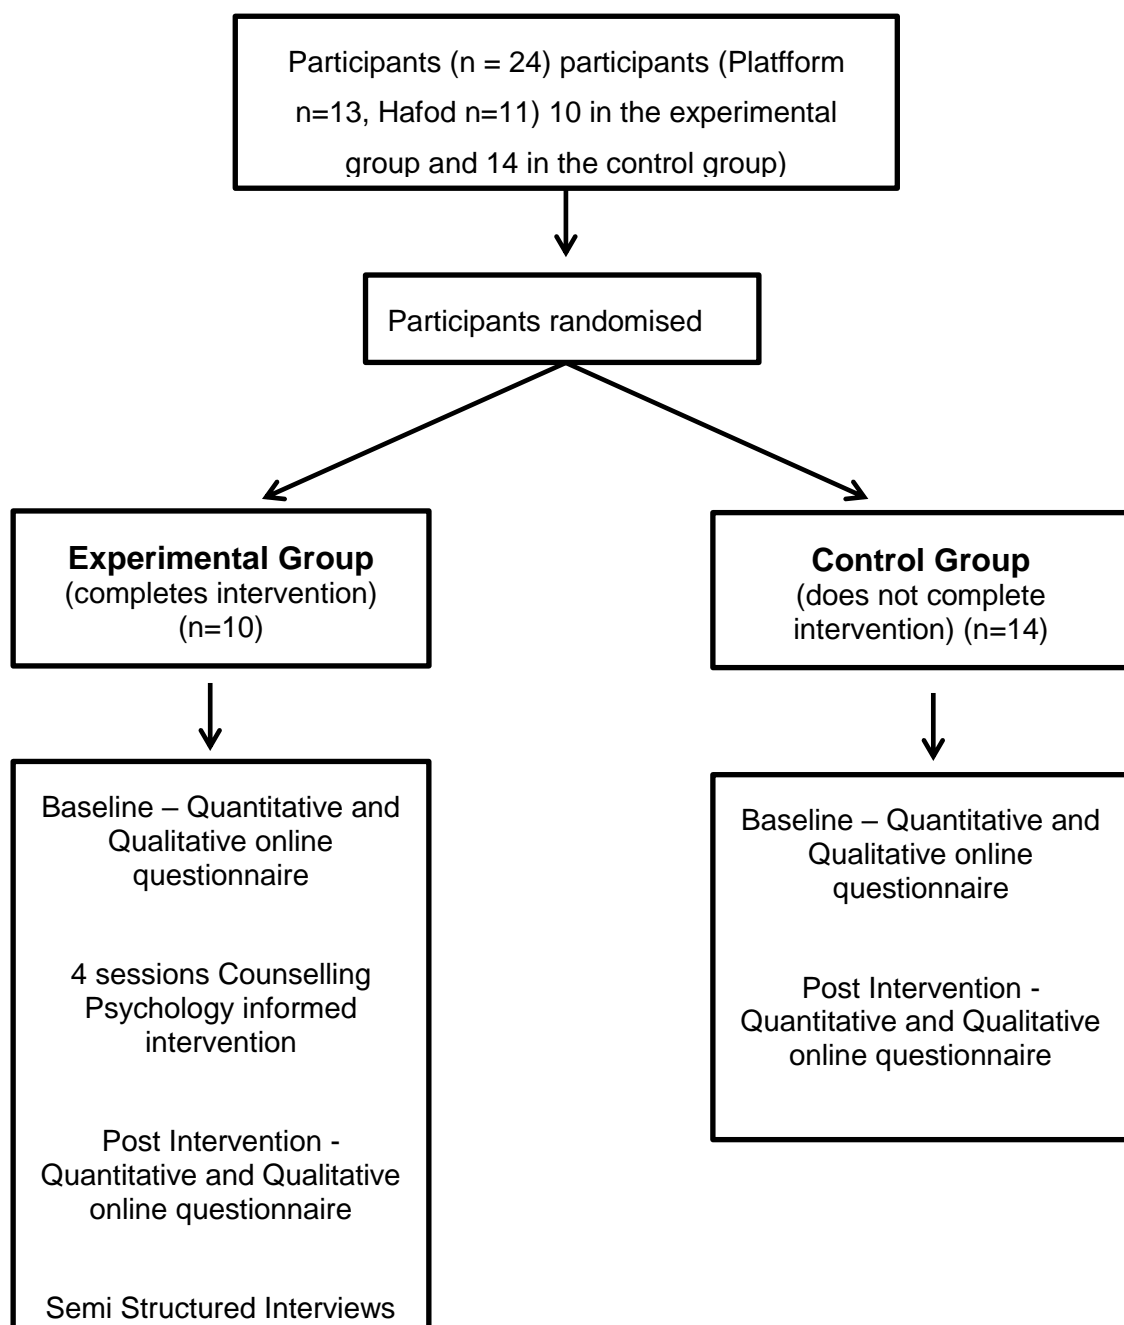 Participants (n = 24) participants (Platfform
n=13, Hafod n=11) 10 in the experimental
group and 14 in the control group)
Participants randomised
Experimental Group
(completes intervention)
(n=10)
Control Group
(does not complete
intervention) (n=14)
Baseline – Quantitative and
Qualitative online
questionnaire
4 sessions Counselling
Psychology informed
intervention
Post Intervention -
Quantitative and Qualitative
online questionnaire
Semi Structured Interviews
Baseline – Quantitative and
Qualitative online
questionnaire
Post Intervention -
Quantitative and Qualitative
online questionnaire